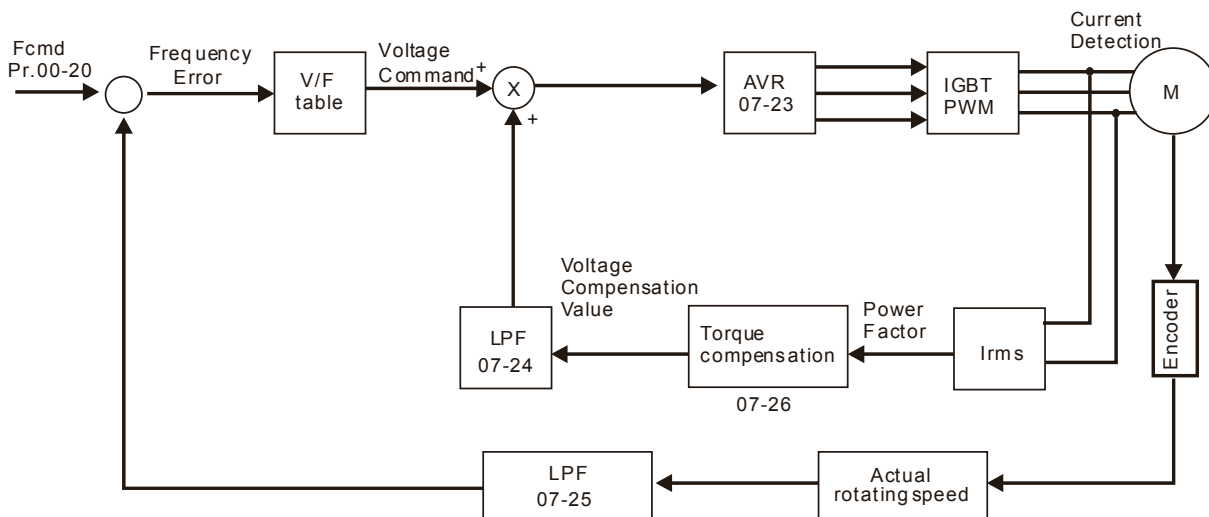 Fcmd
Pr.00-20
Frequency
Error
V/F
table
Voltage
Command
+
X
+
AVR
07-23
IGBT
PWM
Current
Detection
M
Voltage
Compensation
Value
LPF
07-24
Torque
compensation
07-26
Power
Factor
Irms
Encoder
LPF
07-25
Actual
rotating speed